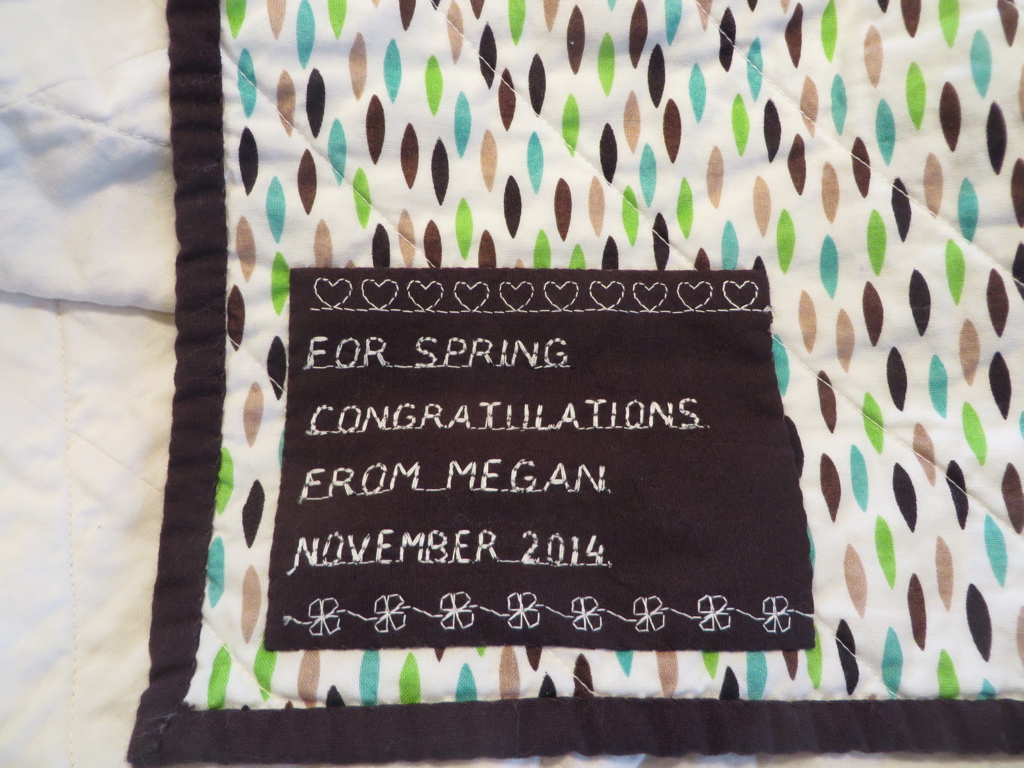 FOR SPRING
CONGRATULATIONS
FROM MEGAN
NOVEMBER 2014